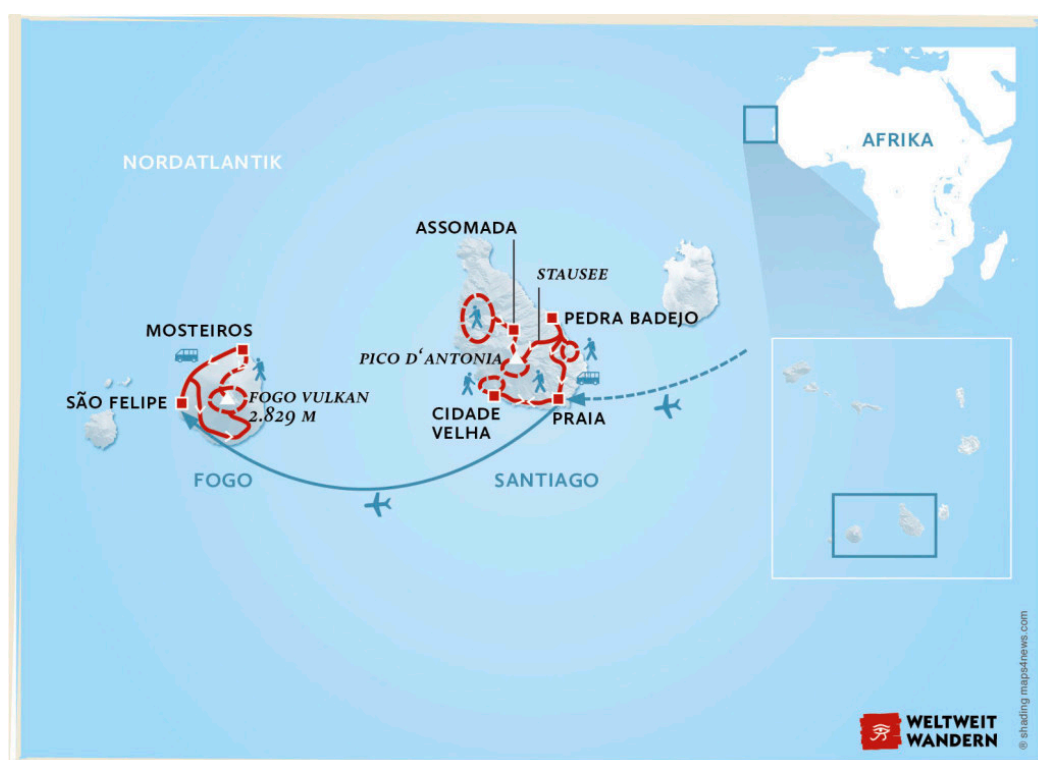 AFRIKA
NORDATLANTIK
ASSOMADA
STAUSEE
MOSTEIROS
PEDRA BADEJO
PICO D'ANTONIA
SÃO FELIPE
FOGO VULKAN
2.829 M
CIDADE
VELHA
PRAIA
FOGO
SANTIAGO
WELTWEIT
WANDERN
® shading maps4news.com